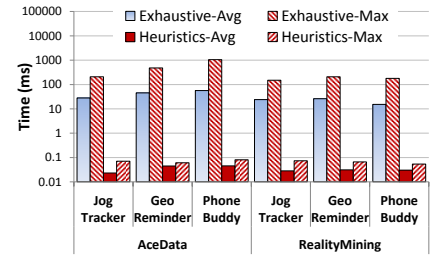 Exhaustive-Avg Exhaustive-Max
Heuristics-Avg Heuristics-Max
Time (ms)
100000
10000
1000
100
10
1
0.1
0.01
Jog Geo Phone Jog Geo Phone
Tracker Reminder Buddy Tracker Reminder Buddy
AceData RealityMining